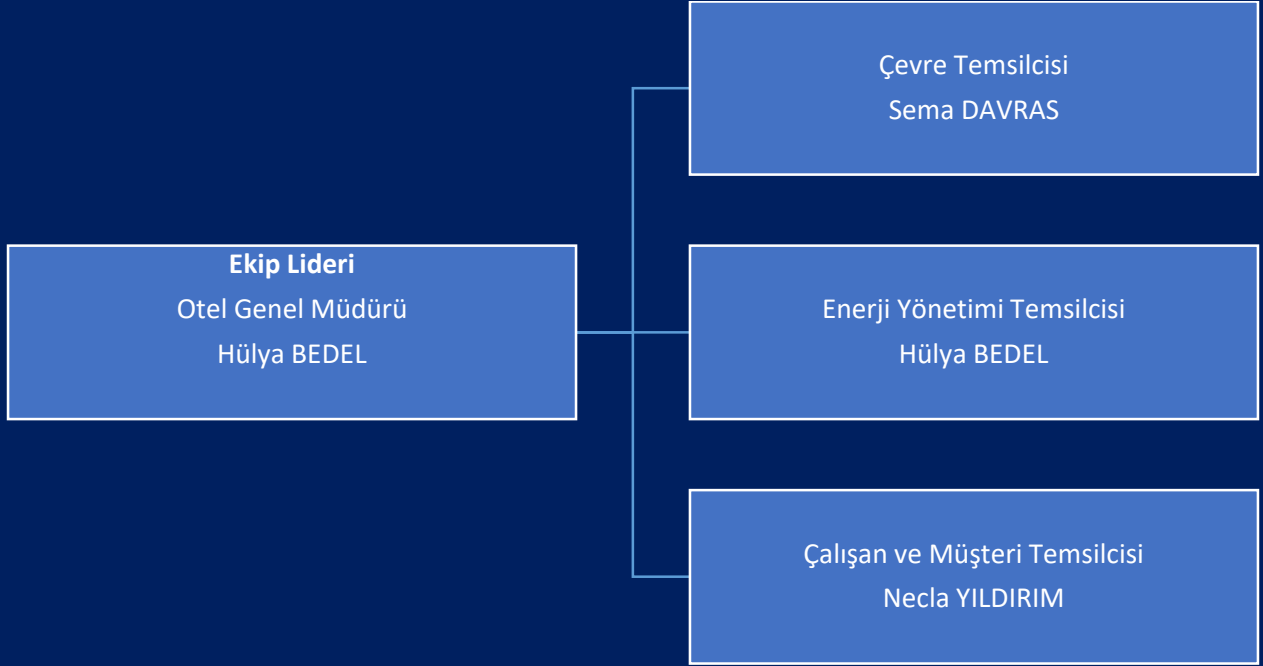 Çevre Temsilcisi
Sema DAVRAS
Ekip Lideri
Otel Genel Müdürü
Hülya BEDEL
Enerji Yönetimi Temsilcisi
Hülya BEDEL
Çalışan ve Müşteri Temsilcisi
Necla YILDIRIM